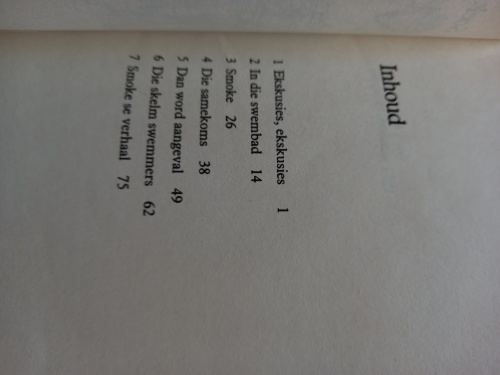 Inhoud
1 Ekskusies, ekskusies 1
2 In die swembad 14
3 Smoke 26
4 Die samekoms 38
5 Dan word aangeval 49
6 Die skelm swemmers 62
7 Smoke se verhaal 75